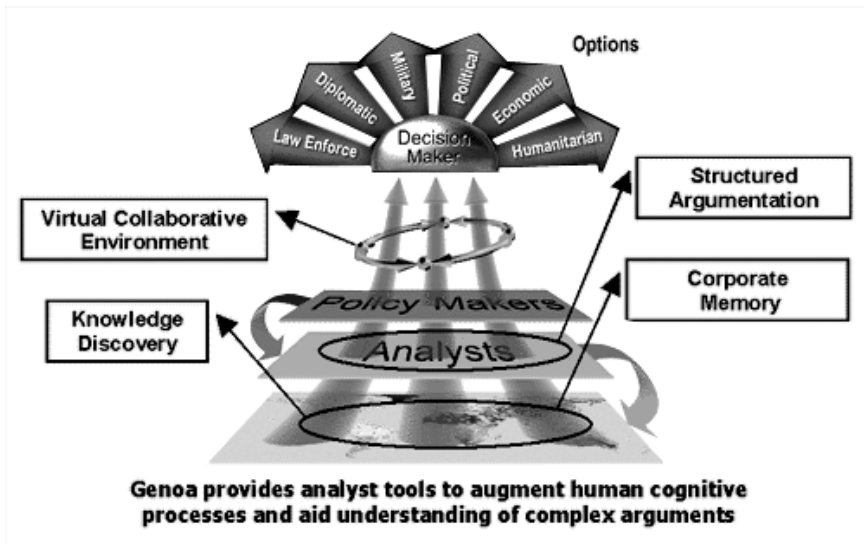 Options
Law Enforce
Diplomatic
Military
Political
Economic
Humanitarian
Decision
Maker
Structured
Argumentation
Virtual Collaborative
Environment
Corporate
Memory
Knowledge
Discovery
Policy Makers
Analysts
Genoa provides analyst tools to augment human cognitive
processes and aid understanding of complex arguments